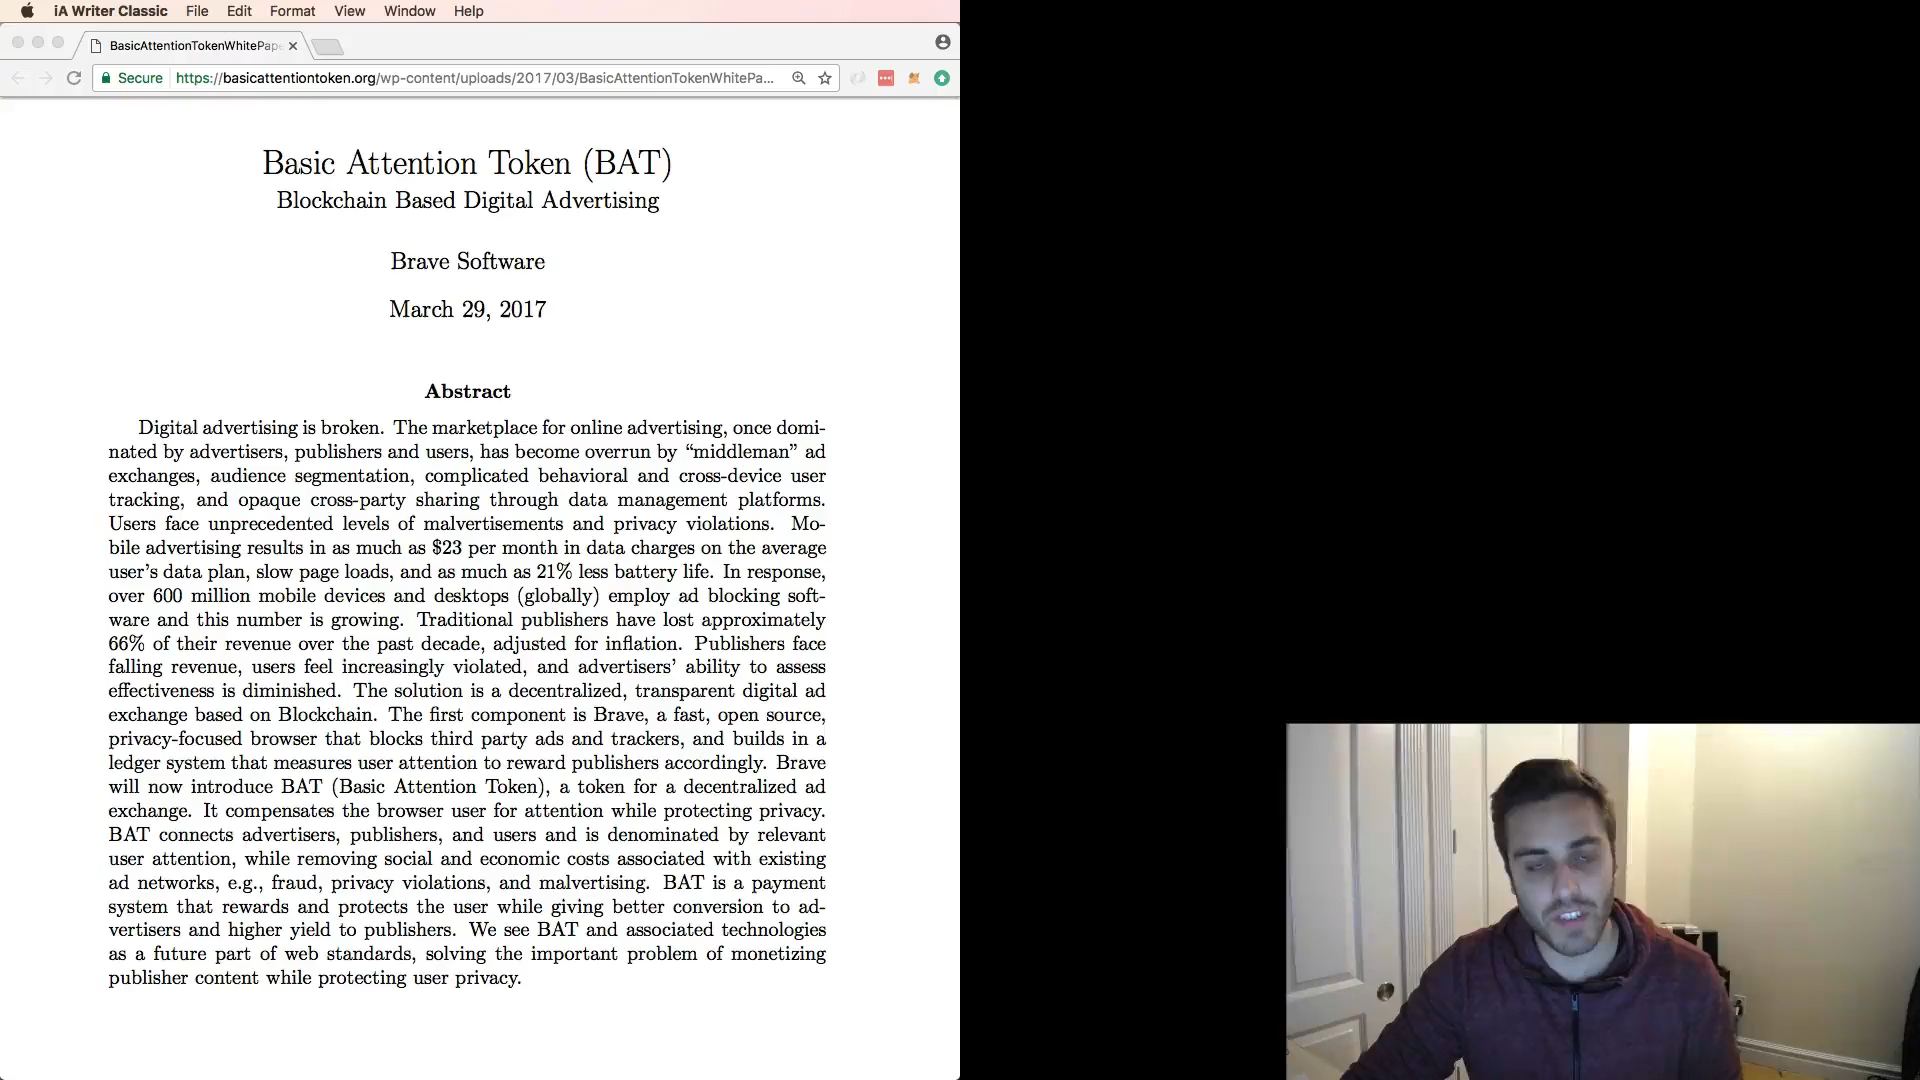 iA Writer Classic File Edit Format View Window Help
BasicAttentionTokenWhitePap
Secure https://basicattentiontoken.org/wp-content/uploads/2017/03/BasicAttentionTokenWhitePa...
Basic Attention Token (BAT)
Blockchain Based Digital Advertising
Brave Software
March 29, 2017
Abstract
Digital advertising is broken. The marketplace for online advertising, once domi-
nated by advertisers, publishers and users, has become overrun by “middleman” ad
exchanges, audience segmentation, complicated behavioral and cross-device user
tracking, and opaque cross-party sharing through data management platforms.
Users face unprecedented levels of malvertisements and privacy violations. Mo-
bile advertising results in as much as $23 per month in data charges on the average
user’s data plan, slow page loads, and as much as 21% less battery life. In response,
over 600 million mobile devices and desktops (globally) employ ad blocking soft-
ware and this number is growing. Traditional publishers have lost approximately
66% of their revenue over the past decade, adjusted for inflation. Publishers face
falling revenue, users feel increasingly violated, and advertisers’ ability to assess
effectiveness is diminished. The solution is a decentralized, transparent digital ad
exchange based on Blockchain. The first component is Brave, a fast, open source,
privacy-focused browser that blocks third party ads and trackers, and builds in a
ledger system that measures user attention to reward publishers accordingly. Brave
will now introduce BAT (Basic Attention Token), a token for a decentralized ad
exchange. It compensates the browser user for attention while protecting privacy.
BAT connects advertisers, publishers, and users and is denominated by relevant
user attention, while removing social and economic costs associated with existing
ad networks, e.g., fraud, privacy violations, and malvertising. BAT is a payment
system that rewards and protects the user while giving better conversion to ad-
vertisers and higher yield to publishers. We see BAT and associated technologies
as a future part of web standards, solving the important problem of monetizing
publisher content while protecting user privacy.